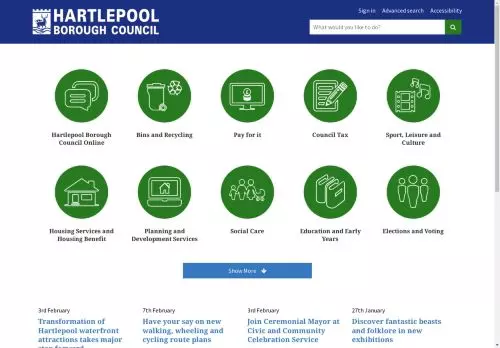 HARTLEPOOL
BOROUGH COUNCIL
Sign in Advanced search Accessibility
What would you like to do?
Hartlepool Borough
Council Online
Bins and Recycling
Pay for it
Council Tax
Sport, Leisure and
Culture
Housing Services and
Housing Benefit
Planning and
Development Services
Social Care
Education and Early
Years
Elections and Voting
Show More
3rd February
Transformation of
Hartlepool waterfront
attractions takes major
7th February
Have your say on new
walking, wheeling and
cycling route plans
3rd February
Join Ceremonial Mayor at
Civic and Community
Celebration Service
27th January
Discover fantastic beasts
and folklore in new
exhibitions